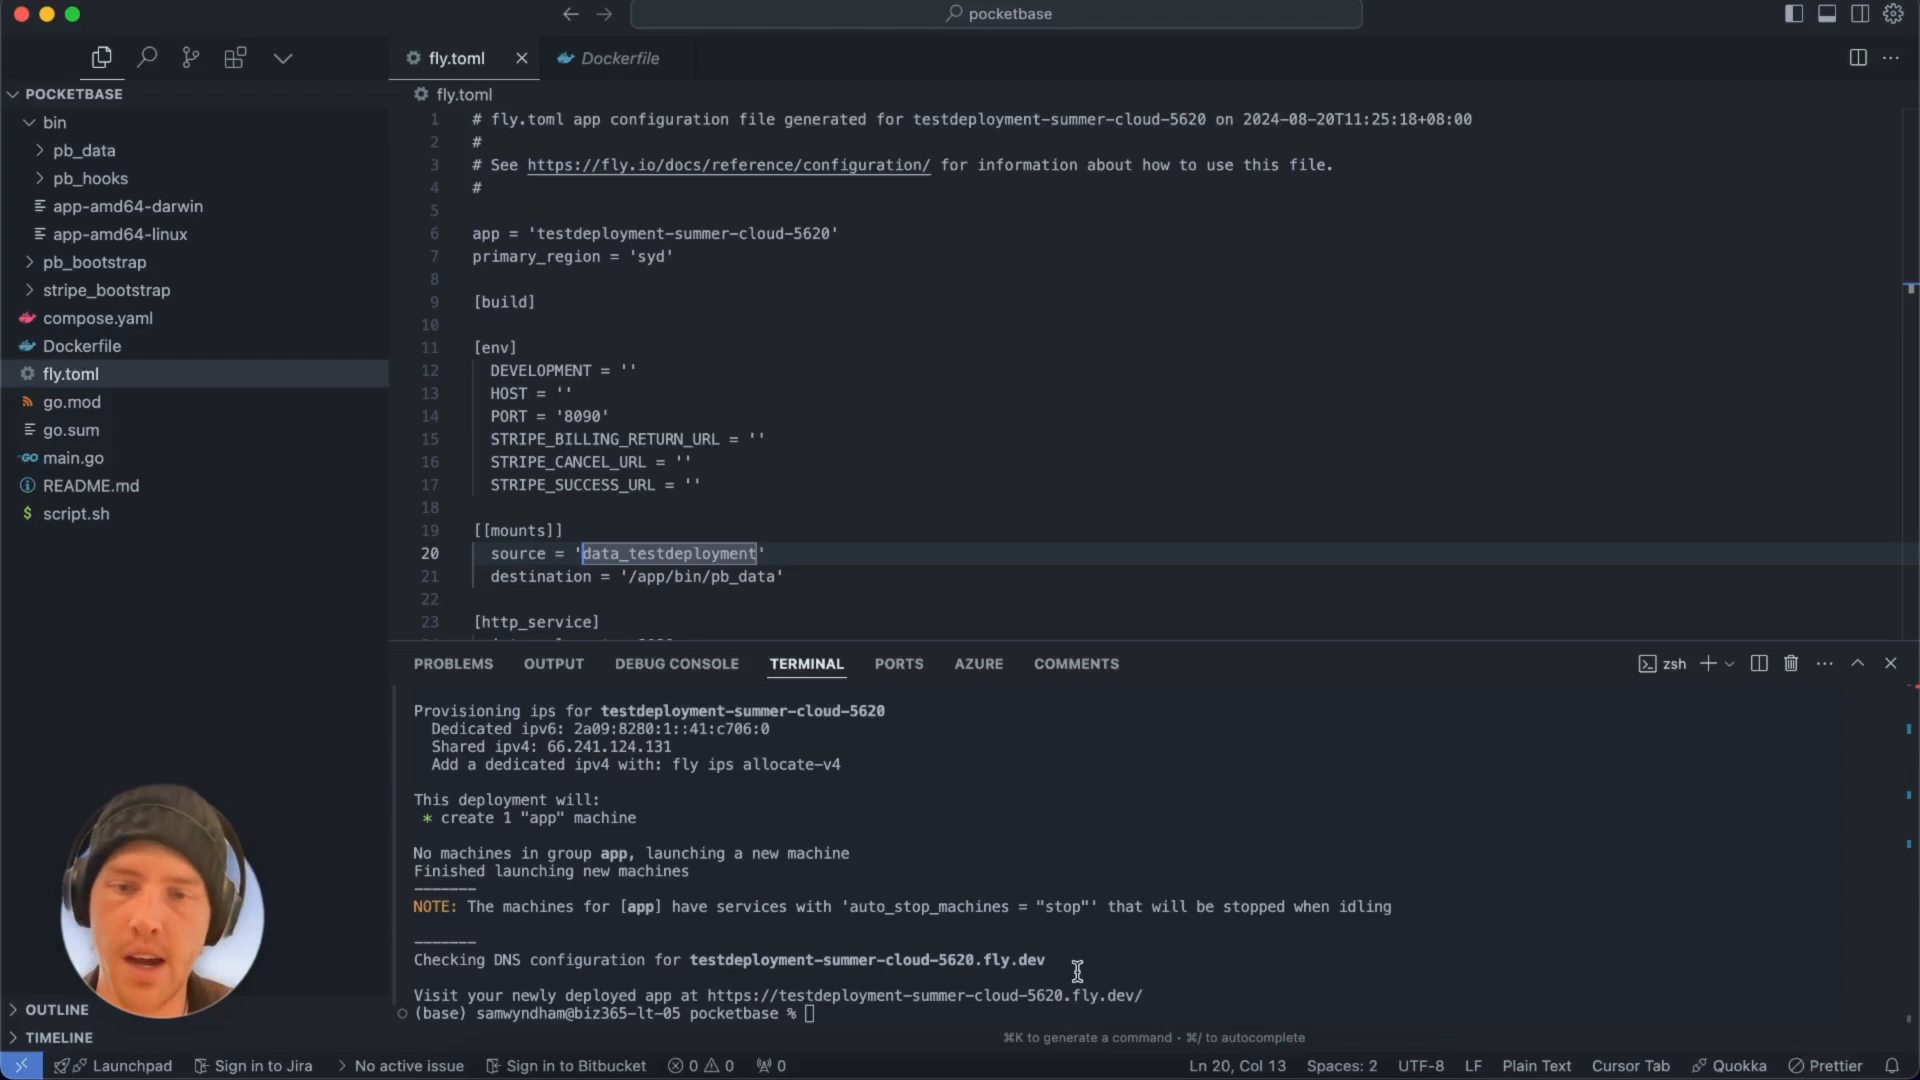 pocketbase
fly.toml
Dockerfile
POCKETBASE
bin
pb_data
pb_hooks
app-amd64-darwin
app-amd64-linux
pb_bootstrap
stripe_bootstrap
compose.yaml
Dockerfile
fly.toml
go.mod
go.sum
main.go
README.md
script.sh
OUTLINE
TIMELINE
fly.toml
1 # fly.toml app configuration file generated for testdeployment-summer-cloud-5620 on 2024-08-20T11:25:18+08:00
2 #
3 # See https://fly.io/docs/reference/configuration/ for information about how to use this file.
4 #
5
6 app = 'testdeployment-summer-cloud-5620'
7 primary_region = 'syd'
8
9 [build]
10
11 [env]
12 DEVELOPMENT = ''
13 HOST = ''
14 PORT = '8090'
15 STRIPE_BILLING_RETURN_URL = ''
16 STRIPE_CANCEL_URL = ''
17 STRIPE_SUCCESS_URL = ''
18
19 [[mounts]]
20 source = 'data_testdeployment'
21 destination = '/app/bin/pb_data'
22
23 [http_service]
PROBLEMS OUTPUT DEBUG CONSOLE TERMINAL PORTS AZURE COMMENTS zsh
Provisioning ips for testdeployment-summer-cloud-5620
Dedicated ipv6: 2a09:8280:1::41:c706:0
Shared ipv4: 66.241.124.131
Add a dedicated ipv4 with: fly ips allocate-v4
This deployment will:
* create 1 "app" machine
No machines in group app, launching a new machine
Finished launching new machines
-------
NOTE: The machines for [app] have services with 'auto_stop_machines = "stop"' that will be stopped when idling
-------
Checking DNS configuration for testdeployment-summer-cloud-5620.fly.dev
Visit your newly deployed app at https://testdeployment-summer-cloud-5620.fly.dev/
(base) samwyndham@biz365-lt-05 pocketbase %
⌘K to generate a command · ⌘/ to autocomplete
Launchpad Sign in to Jira No active issue Sign in to Bitbucket 0 0 0 Ln 20, Col 13 Spaces: 2 UTF-8 LF Plain Text Cursor Tab Quokka Prettier